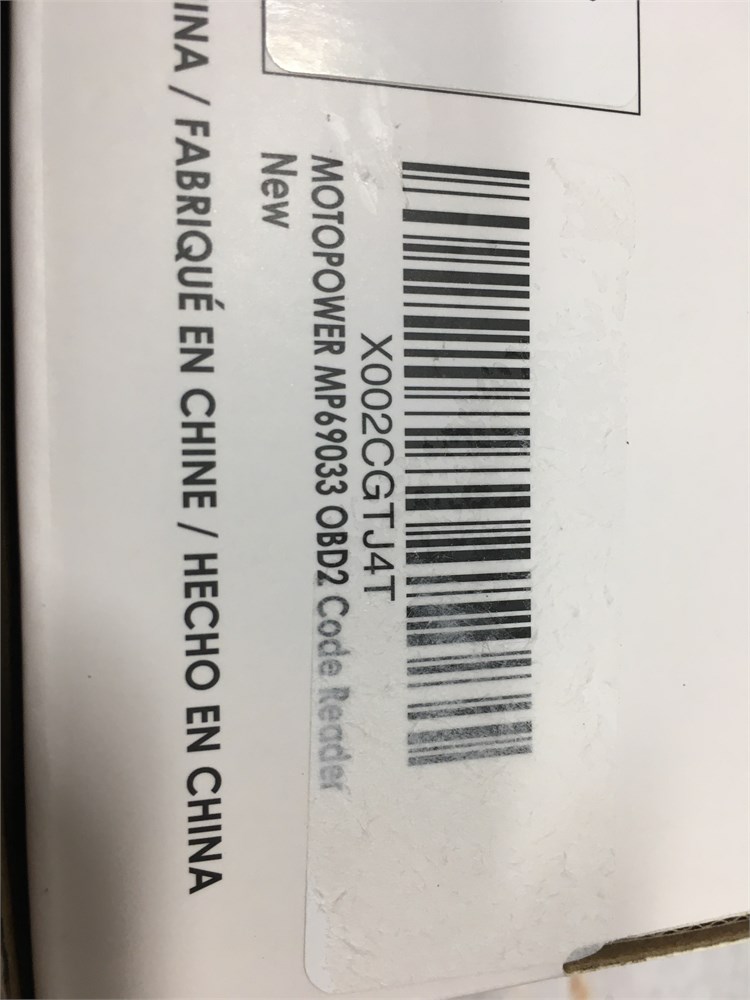 X002CGTJ4T
MOTOPOWER MP69033 OBD2 Code Reader
New
INA / FABRIQUÉ EN CHINE / HECHO EN CHINA